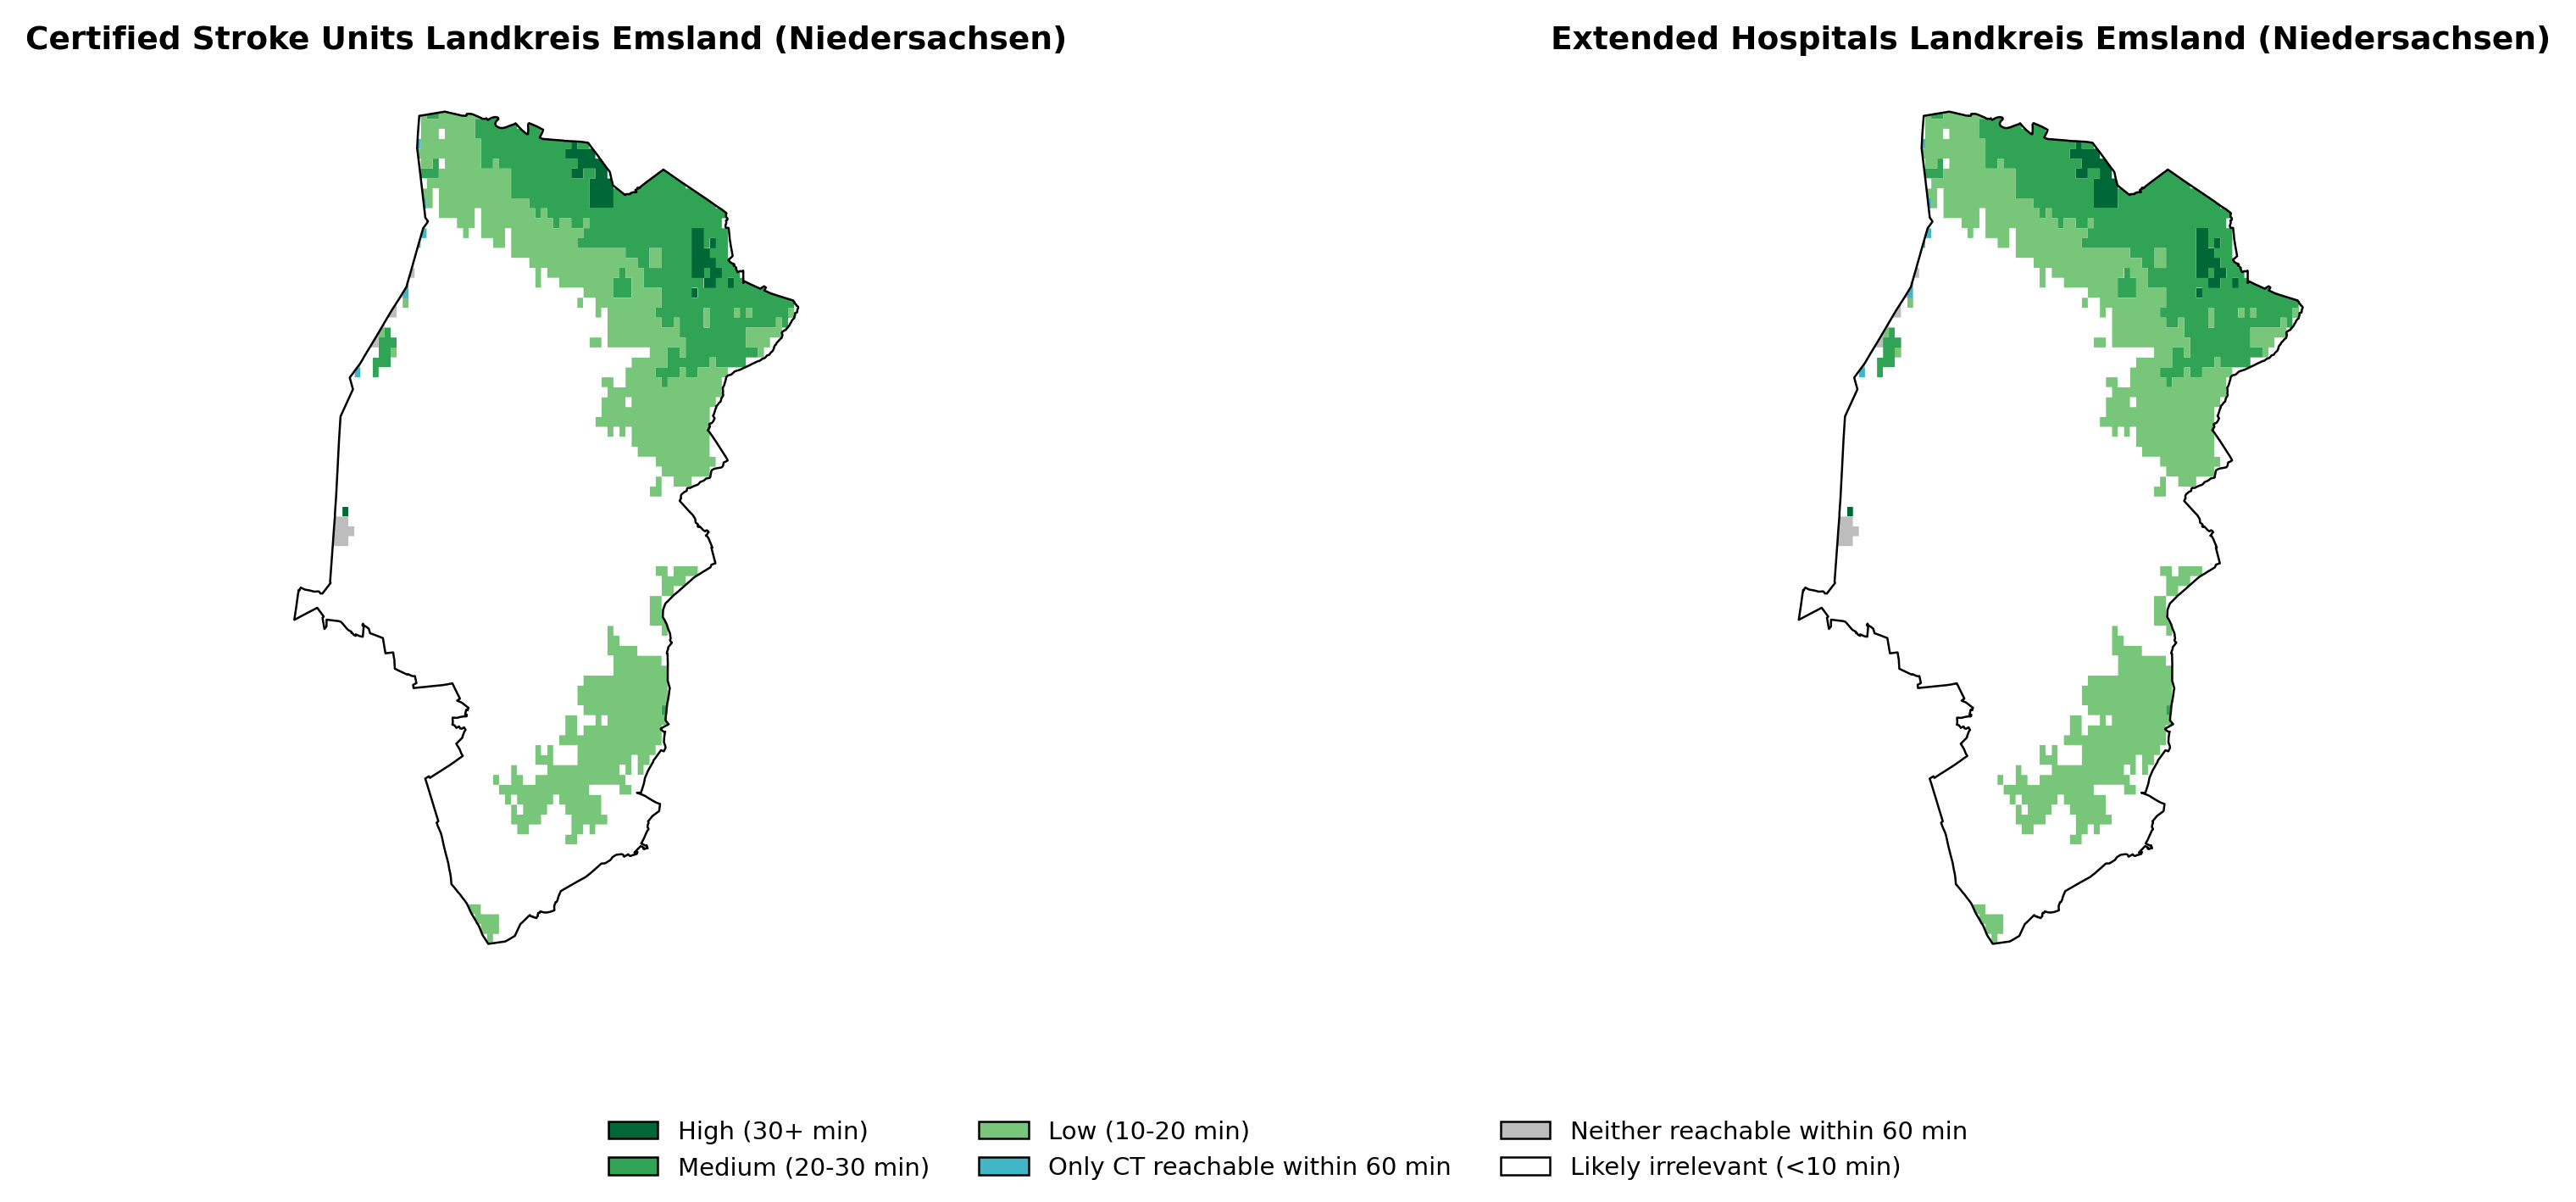 Certified Stroke Units Landkreis Emsland (Niedersachsen)
Extended Hospitals Landkreis Emsland (Niedersachsen)
High (30+ min)
Medium (20-30 min)
Low (10-20 min)
Only CT reachable within 60 min
Neither reachable within 60 min
Likely irrelevant (<10 min)